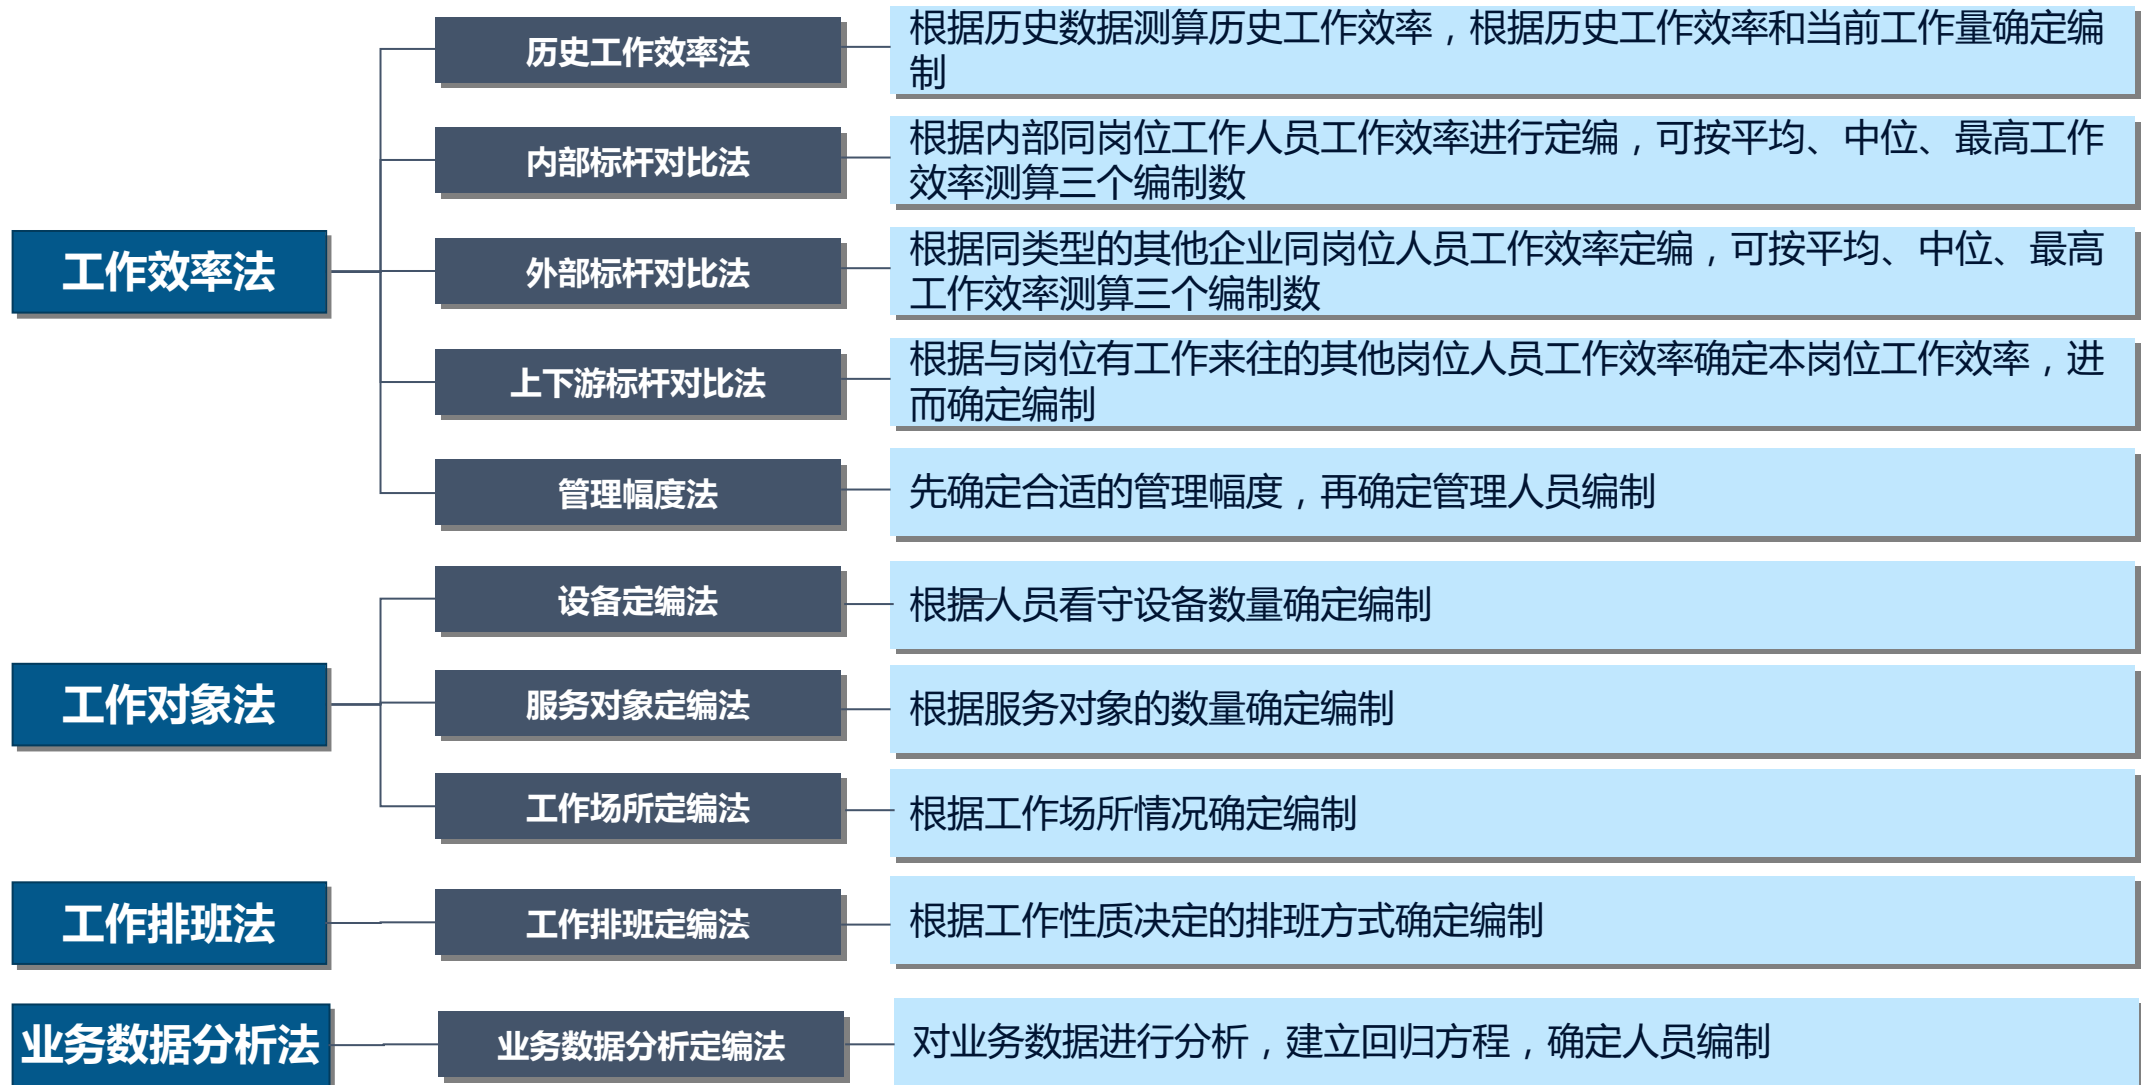 历史工作效率法
根据历史数据测算历史工作效率，根据历史工作效率和当前工作量确定编
制
内部标杆对比法
根据内部同岗位工作人员工作效率进行定编，可按平均、中位、最高工作
效率测算三个编制数
工作效率法
外部标杆对比法
根据同类型的其他企业同岗位人员工作效率定编，可按平均、中位、最高
工作效率测算三个编制数
上下游标杆对比法
根据与岗位有工作来往的其他岗位人员工作效率确定本岗位工作效率，进
而确定编制
管理幅度法
先确定合适的管理幅度，再确定管理人员编制
设备定编法
根据人员看守设备数量确定编制
工作对象法
服务对象定编法
根据服务对象的数量确定编制
工作场所定编法
根据工作场所情况确定编制
工作排班法
工作排班定编法
根据工作性质决定的排班方式确定编制
业务数据分析法
业务数据分析定编法
对业务数据进行分析，建立回归方程，确定人员编制